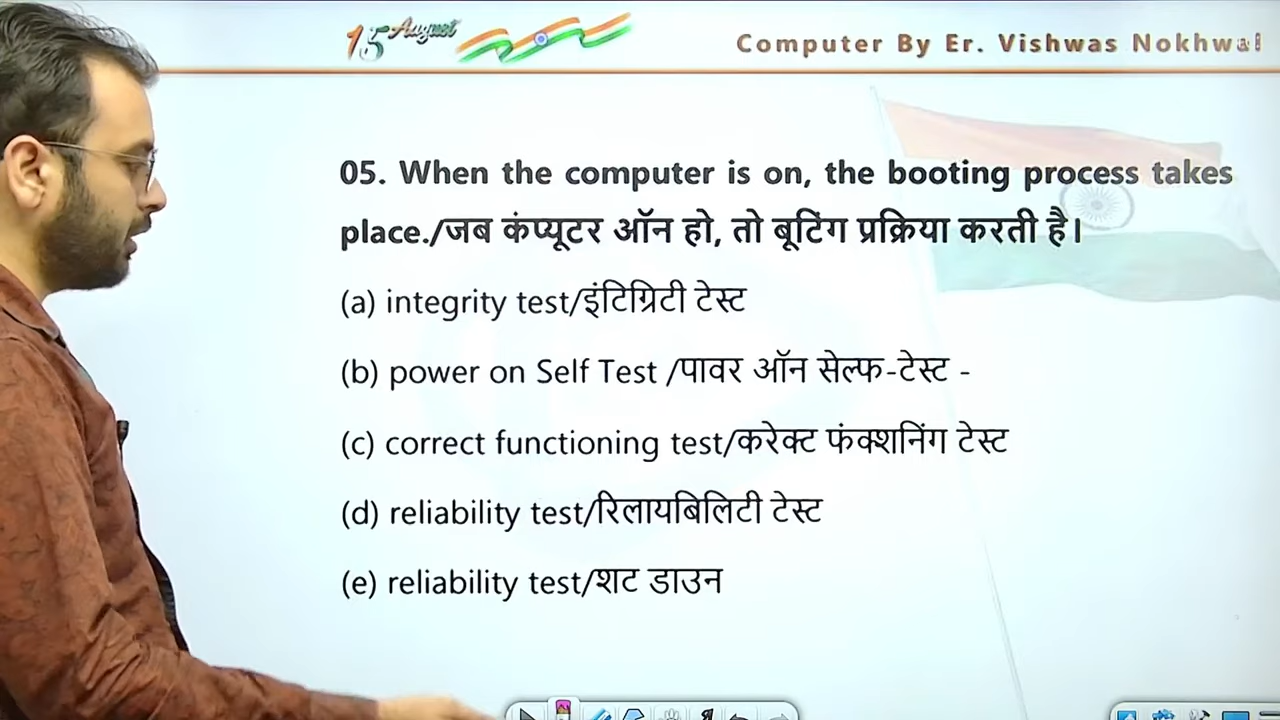 15 August
Computer By Er. Vishwas Nokhwal
05. When the computer is on, the booting process takes
place./जब कंप्यूटर ऑन हो, तो बूटिंग प्रक्रिया करती है।
(a) integrity test/इंटिग्रिटी टेस्ट
(b) power on Self Test /पावर ऑन सेल्फ-टेस्ट -
(c) correct functioning test/करेक्ट फंक्शनिंग टेस्ट
(d) reliability test/रिलायबिलिटी टेस्ट
(e) reliability test/शट डाउन